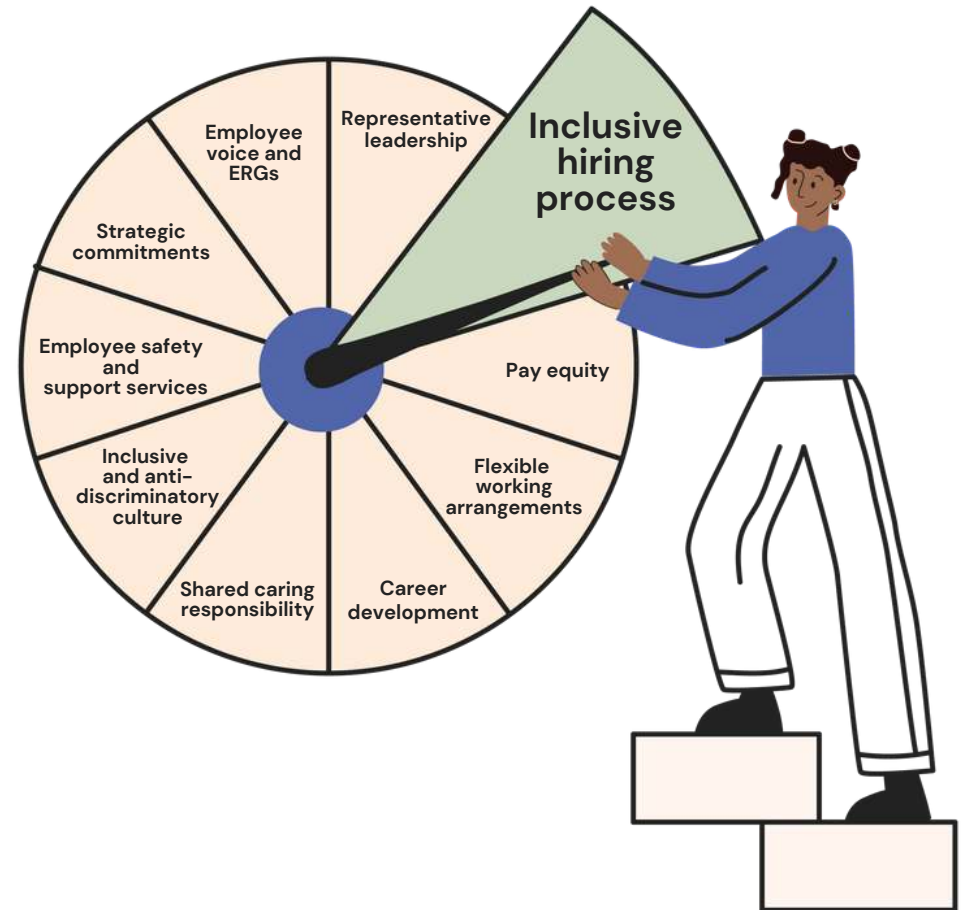 Inclusive
hiring
process
Representative
leadership
Employee
voice and
ERGs
Strategic
commitments
Employee safety
and
support services
Inclusive
and anti-
discriminatory
culture
Shared caring
responsibility
Career
development
Flexible
working
arrangements
Pay equity